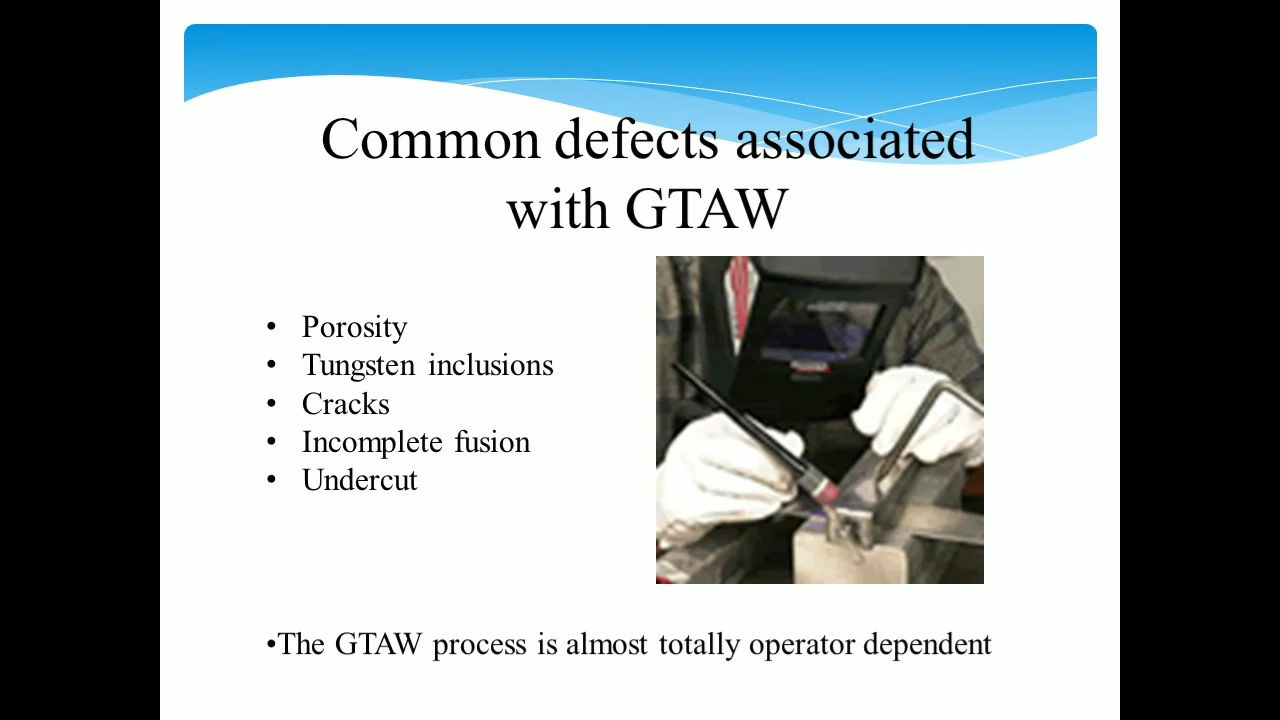 Common defects associated
with GTAW
• Porosity
• Tungsten inclusions
• Cracks
• Incomplete fusion
• Undercut
•The GTAW process is almost totally operator dependent